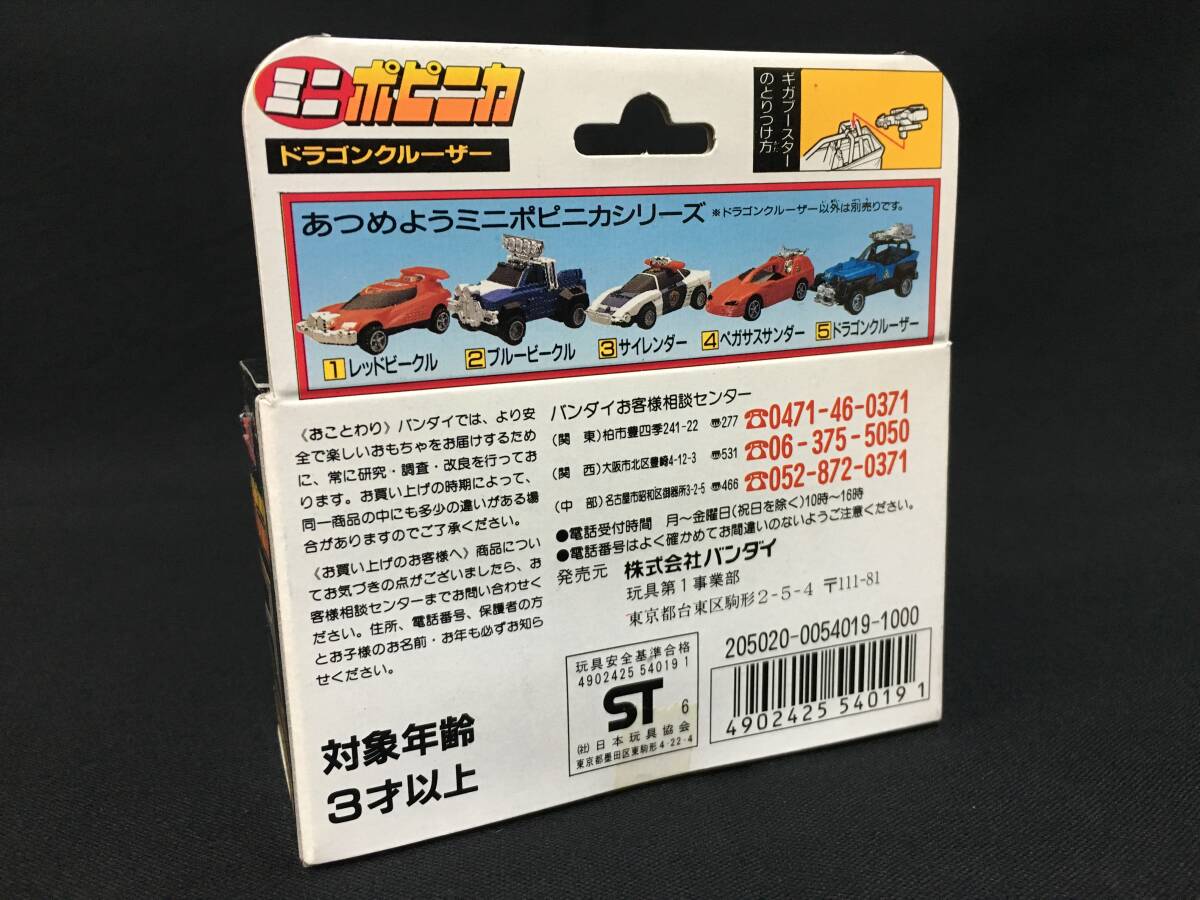 ミニポピニカ
ドラゴンクルーザー
ギガブースター
のとりつけ方
かた
あつめようミニポピニカシリーズ ※ドラゴンクルーザー以外は別売りです。
1レッドビークル
2ブルービークル
3サイレンダー
4ペガサスサンダー
5ドラゴンクルーザー
《おことわり》バンダイでは、より安
全で楽しいおもちゃをお届けするため
に、常に研究・調査・改良を行ってお
ります。お買い上げの時期によって、
同一商品の中にも多少の違いがある場
合がありますのでご了承ください。
《お買い上げのお客様へ》商品につい
てお気づきの点がございましたら、お
客様相談センターまでお問い合わせく
ださい。住所、電話番号、保護者の方
とお子様のお名前・お年も必ずお知ら
せください。
対象年齢
3才以上
バンダイお客様相談センター
(関 東)柏市豊四季241-22 〠277 ☎0471-46-0371
(関 西)大阪市北区豊崎4-12-3 〠531 ☎06-375-5050
(中 部)名古屋市昭和区御器所3-2-5 〠466 ☎052-872-0371
●電話受付時間 月〜金曜日(祝日を除く)10時〜16時
●電話番号はよく確かめてお間違いのないようご注意ください。
発売元 株式会社バンダイ
玩具第1事業部
東京都台東区駒形2-5-4 〒111-81
玩具安全基準合格
4902425 54019 1
ST 6
(社)日本玩具協会
東京都墨田区東駒形4-22-4
205020-0054019-1000
4 902425 540191